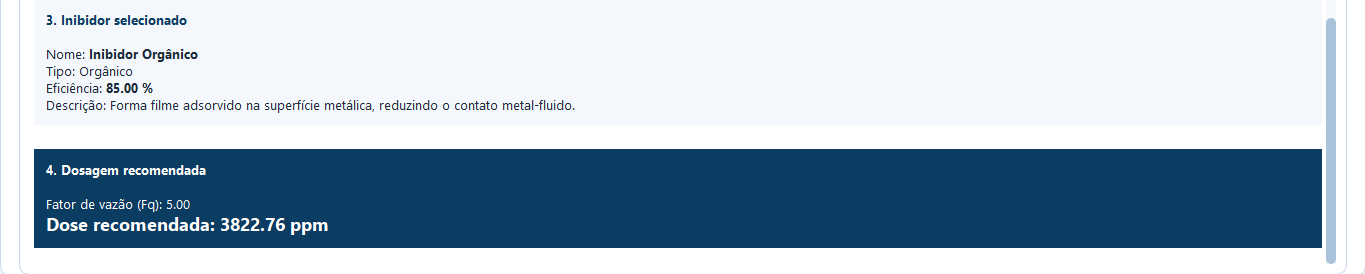 3. Inibidor selecionado
Nome: Inibidor Orgânico
Tipo: Orgânico
Eficiência: 85.00 %
Descrição: Forma filme adsorvido na superfície metálica, reduzindo o contato metal-fluido.
4. Dosagem recomendada
Fator de vazão (Fq): 5.00
Dose recomendada: 3822.76 ppm